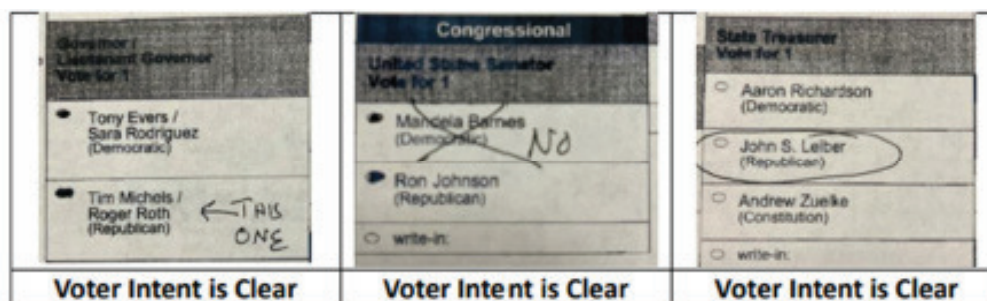 Governor /
Lieutenant Governor
Vote for 1
Tony Evers /
Sara Rodriguez
(Democratic)
Tim Michels /
Roger Roth
(Republican)
← THIS
ONE
Voter Intent is Clear
Congressional
United States Senator
Vote for 1
Mandela Barnes
(Democratic)
NO
Ron Johnson
(Republican)
write-in:
Voter Intent is Clear
State Treasurer
Vote for 1
Aaron Richardson
(Democratic)
John S. Leiber
(Republican)
Andrew Zuelke
(Constitution)
write-in:
Voter Intent is Clear